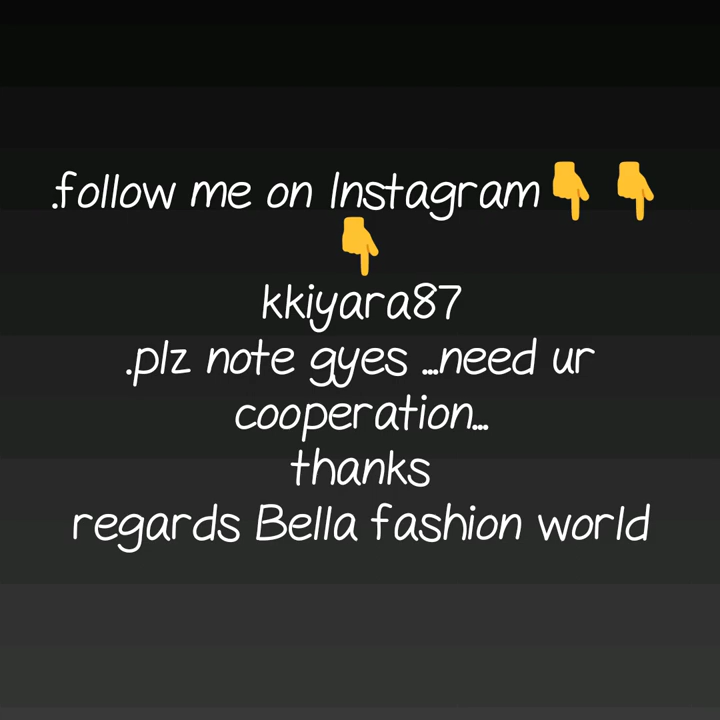 .follow me on Instagram👇 👇
👇
kkiyara87
.plz note gyes ...need ur
cooperation...
thanks
regards Bella fashion world